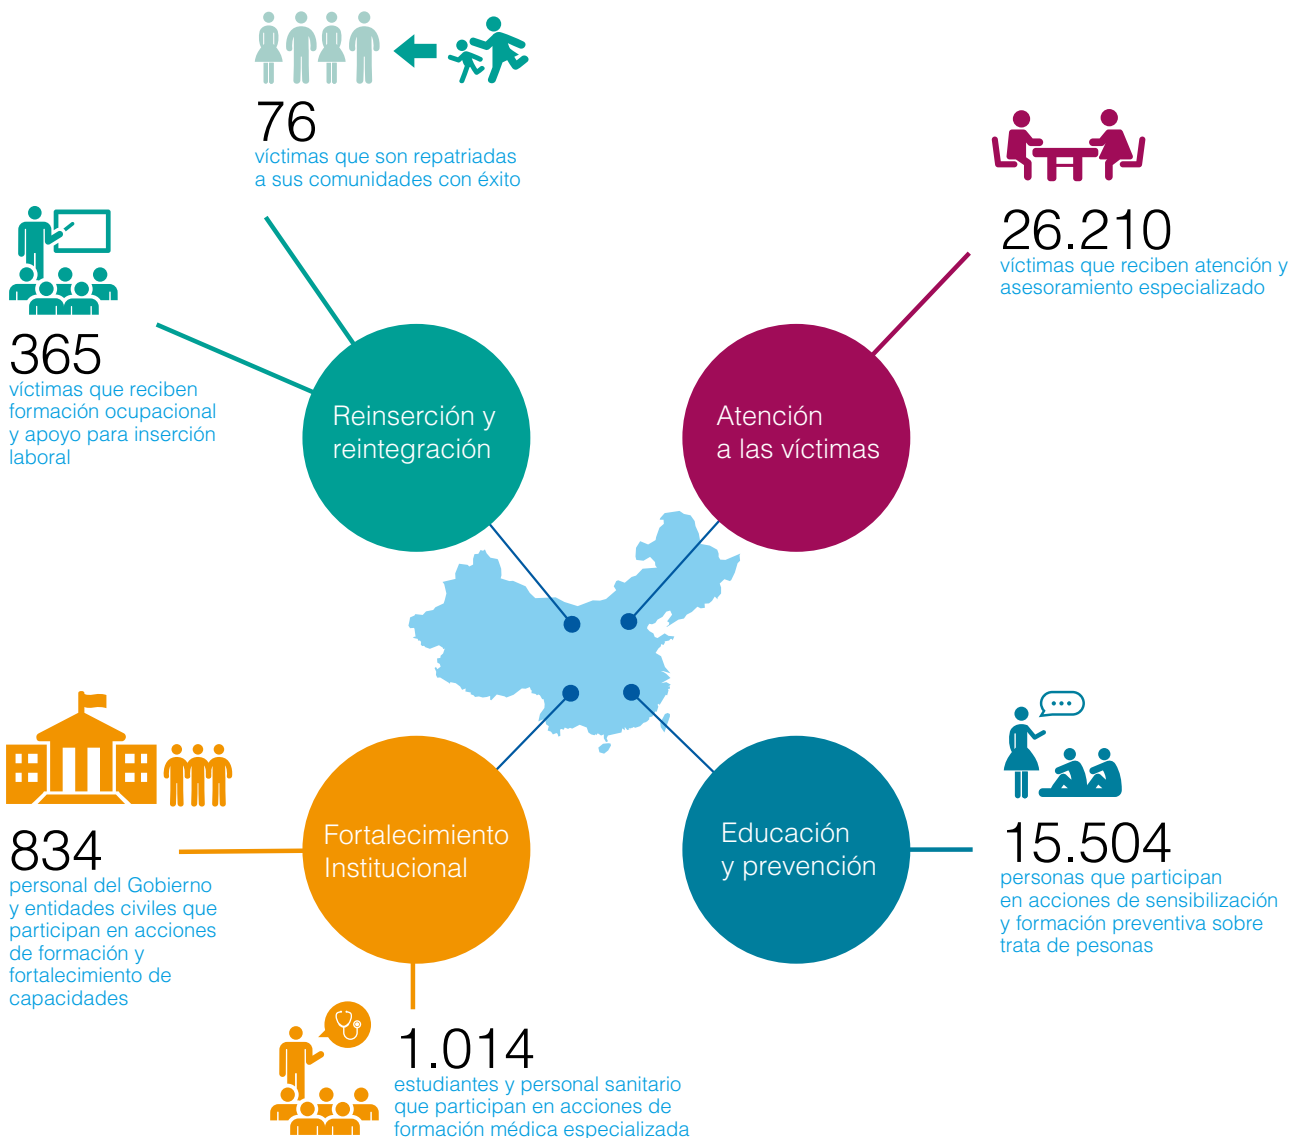 76
víctimas que son repatriadas
a sus comunidades con éxito
26.210
víctimas que reciben atención y
asesoramiento especializado
365
víctimas que reciben
formación ocupacional
y apoyo para inserción
laboral
Reinserción y
reintegración
Atención
a las víctimas
834
personal del Gobierno
y entidades civiles que
participan en acciones
de formación y
fortalecimiento de
capacidades
Fortalecimiento
Institucional
Educación
y prevención
15.504
personas que participan
en acciones de sensibilización
y formación preventiva sobre
trata de pesonas
1.014
estudiantes y personal sanitario
que participan en acciones de
formación médica especializada